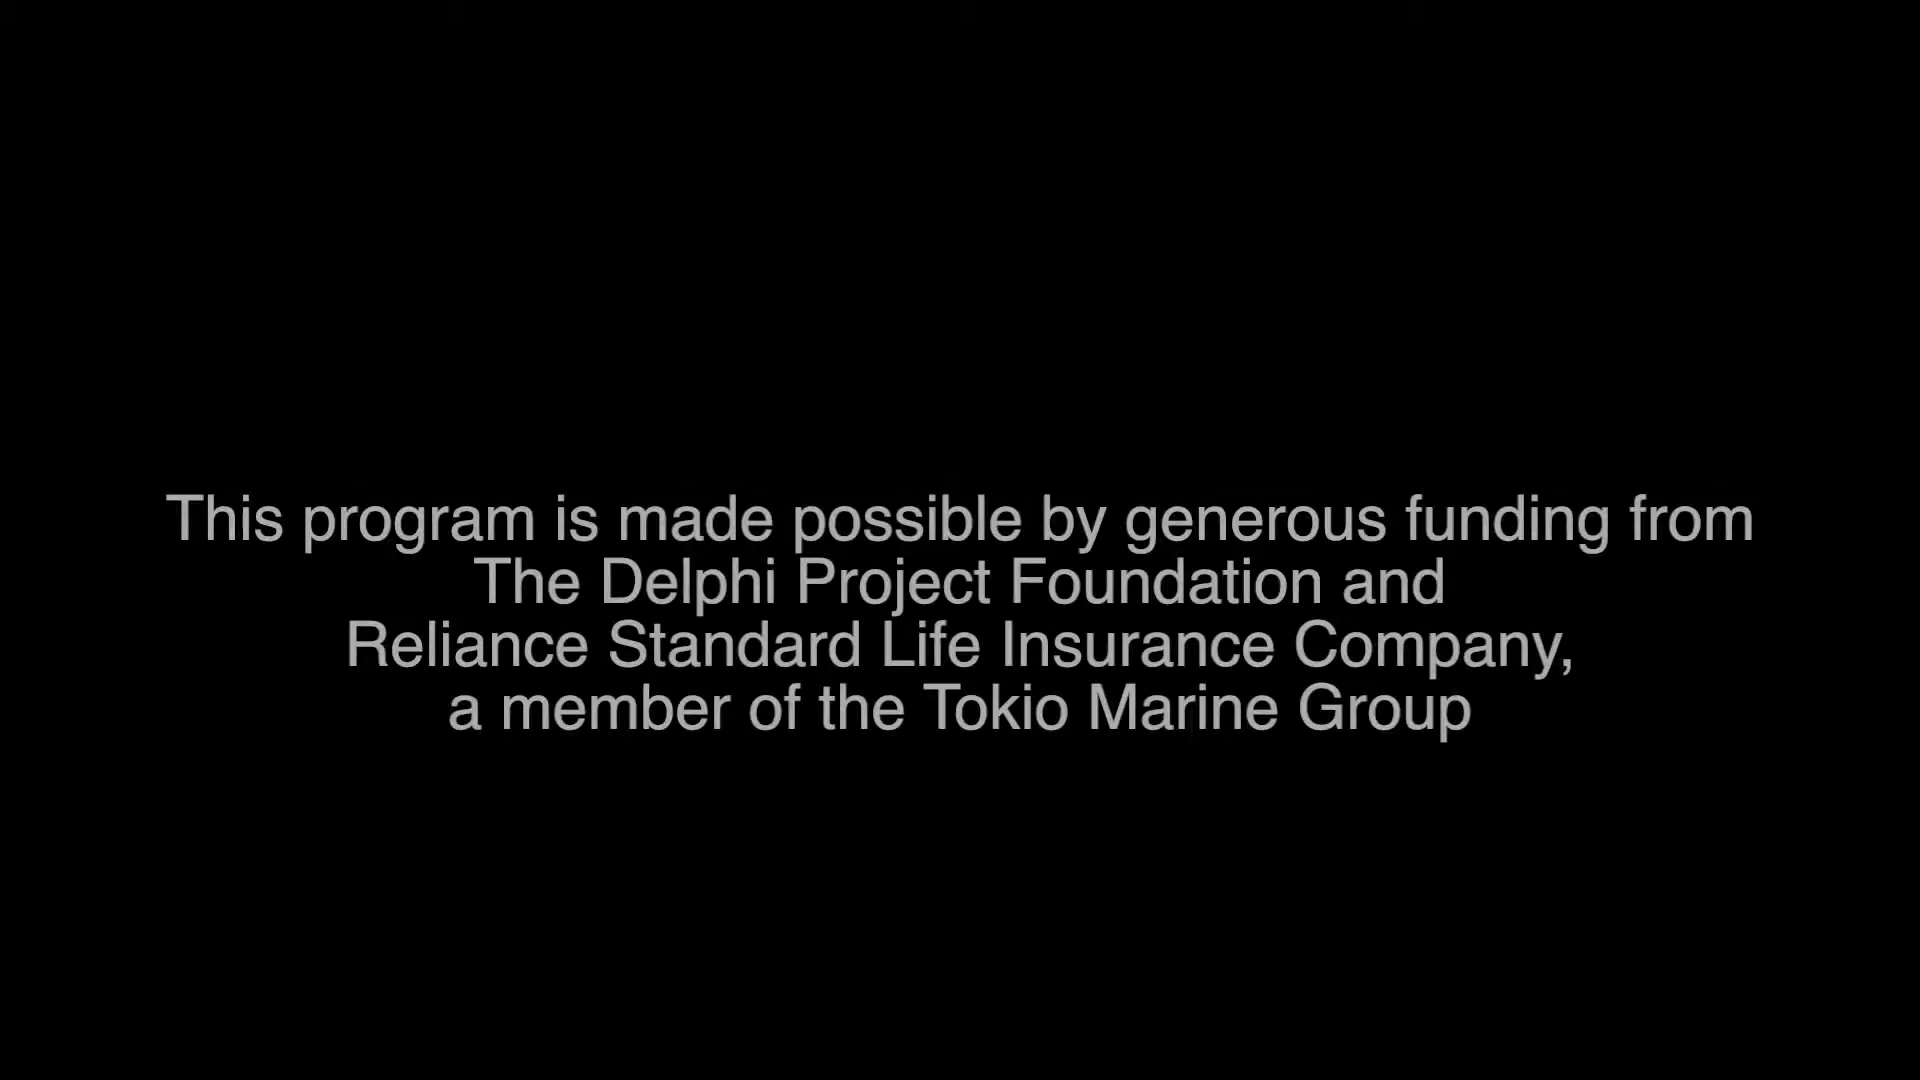 This program is made possible by generous funding from
The Delphi Project Foundation and
Reliance Standard Life Insurance Company,
a member of the Tokio Marine Group